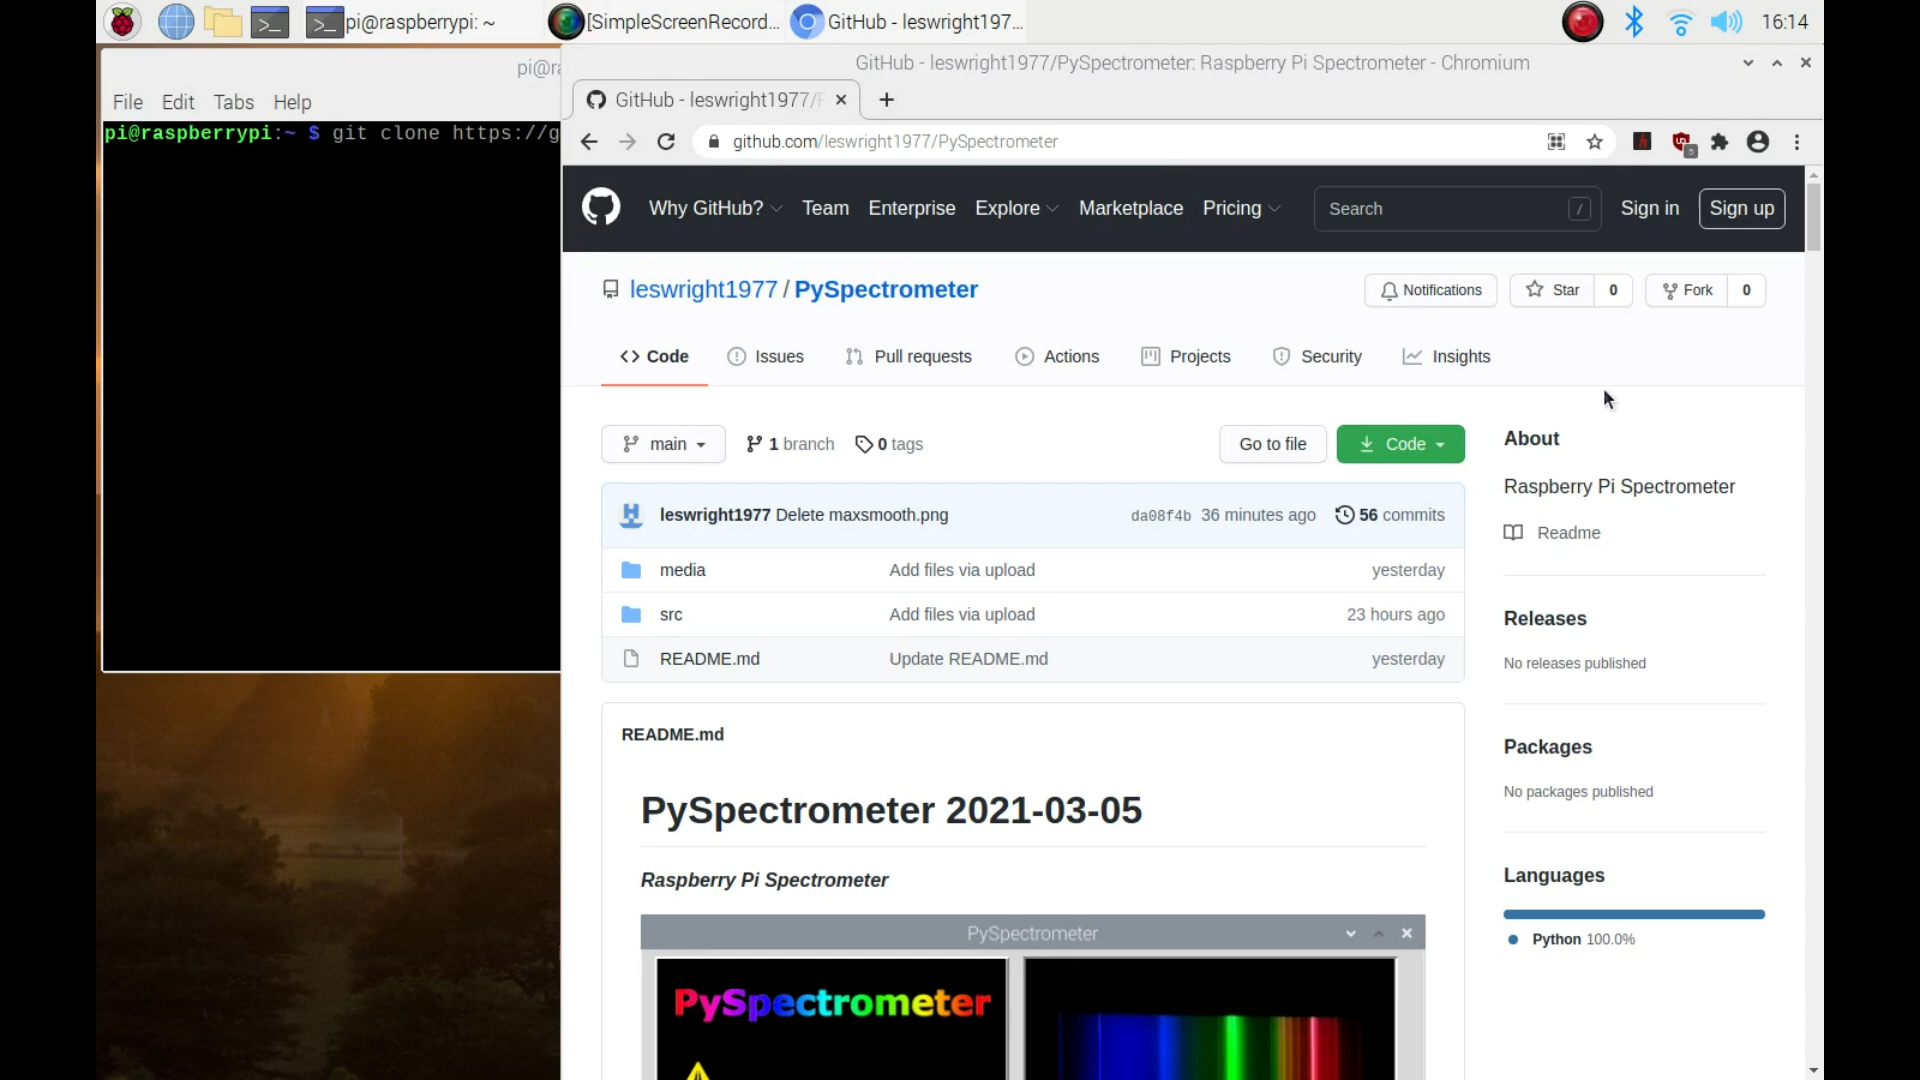 pi@raspberrypi: ~
[SimpleScreenRecord...
GitHub - leswright197...
16:14
pi@ra
File Edit Tabs Help
pi@raspberrypi:~ $ git clone https://g
GitHub - leswright1977/PySpectrometer: Raspberry Pi Spectrometer - Chromium
GitHub - leswright1977/P
github.com/leswright1977/PySpectrometer
5
Why GitHub? Team Enterprise Explore Marketplace Pricing Search / Sign in Sign up
leswright1977 / PySpectrometer
Notifications Star 0 Fork 0
Code Issues Pull requests Actions Projects Security Insights
main 1 branch 0 tags Go to file Code
leswright1977 Delete maxsmooth.png da08f4b 36 minutes ago 56 commits
media Add files via upload yesterday
src Add files via upload 23 hours ago
README.md Update README.md yesterday
README.md
PySpectrometer 2021-03-05
Raspberry Pi Spectrometer
PySpectrometer
PySpectrometer
About
Raspberry Pi Spectrometer
Readme
Releases
No releases published
Packages
No packages published
Languages
Python 100.0%